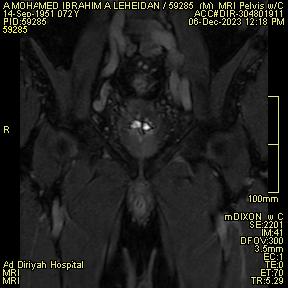 A MOHAMED IBRAHIM A LEHEIDAN / 59285 (M) MRI Pelvis w/C
14-Sep-1951 072Y ACC#DIR-304801911
PID:59285 06-Dec-2023 12:18 PM
59285
R
100mm
mDIXON_w C
SE:2201
IM:41
DFOV:300
3.5mm
EC:1
Ad Diriyah Hospital TE:0
MRI ET:70
MRI TR:5.29